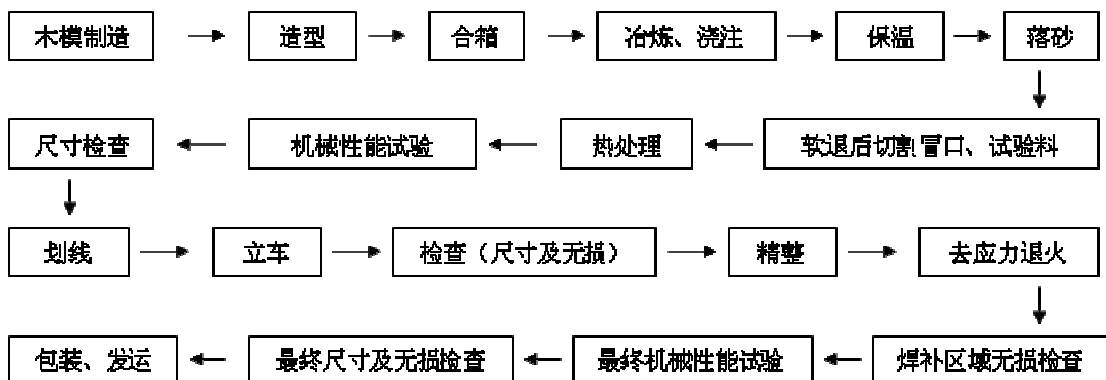 木模制造
造型
合箱
冶炼、浇注
保温
落砂
软退后切割冒口、试验料
热处理
机械性能试验
尺寸检查
划线
立车
检查（尺寸及无损）
精整
去应力退火
焊补区域无损检查
最终机械性能试验
最终尺寸及无损检查
包装、发运